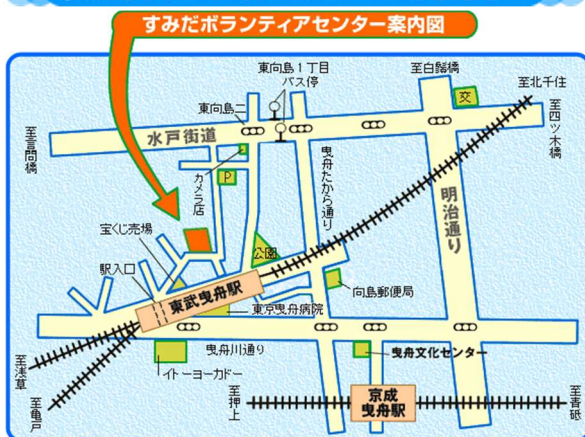 すみだボランティアセンター案内図
東向島1丁目
バス停
至白鬚橋
至北千住
東向島二
交
至四ツ木橋
水戸街道
至言問橋
カメラ店
P
曳舟たから通り
明治通り
宝くじ売場
公園
駅入口
東武曳舟駅
向島郵便局
東京曳舟病院
曳舟川通り
曳舟文化センター
至浅草
イトーヨーカドー
至亀戸
至押上
京成
曳舟駅
至青砥